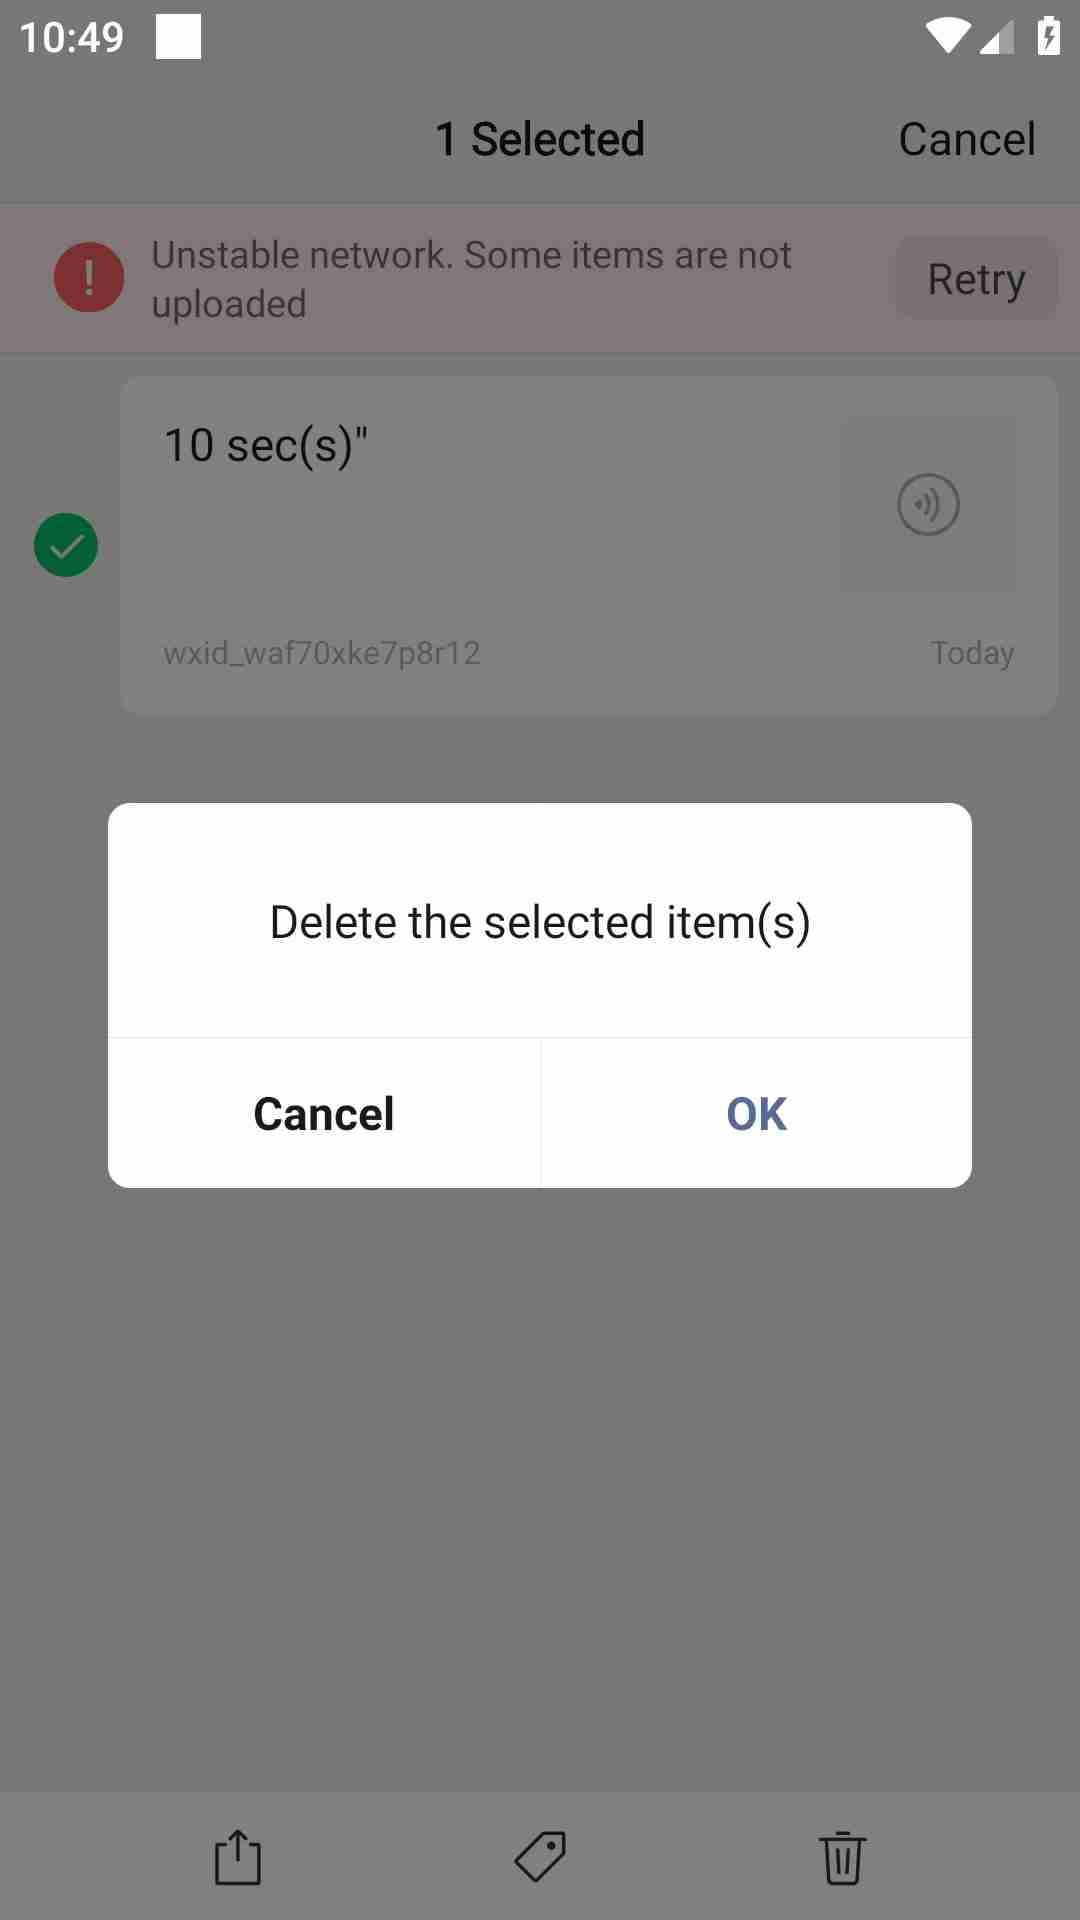 10:49
1 Selected
Cancel
Unstable network. Some items are not
uploaded
Retry
10 sec(s)"
wxid_waf70xke7p8r12
Today
Delete the selected item(s)
Cancel
OK